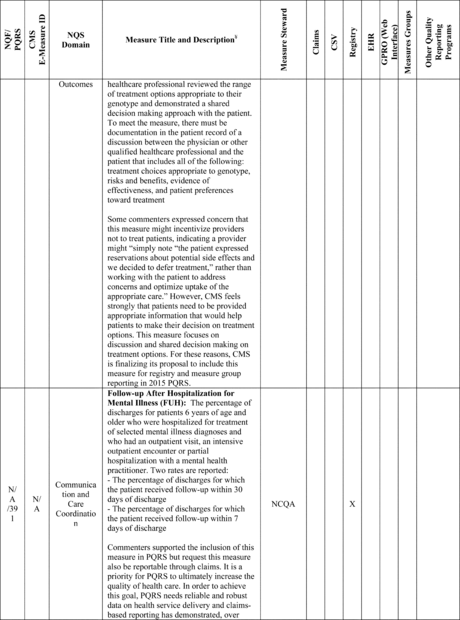 NQF/
PQRS
CMS
E-Measure ID
NQS
Domain
Measure Title and Description¥
Measure Steward
Claims
CSV
Registry
EHR
GPRO (Web
Interface)
Measures Groups
Other Quality
Reporting
Programs
Outcomes
healthcare professional reviewed the range
of treatment options appropriate to their
genotype and demonstrated a shared
decision making approach with the patient.
To meet the measure, there must be
documentation in the patient record of a
discussion between the physician or other
qualified healthcare professional and the
patient that includes all of the following:
treatment choices appropriate to genotype,
risks and benefits, evidence of
effectiveness, and patient preferences
toward treatment
Some commenters expressed concern that
this measure might incentivize providers
not to treat patients, indicating a provider
might “simply note “the patient expressed
reservations about potential side effects and
we decided to defer treatment,” rather than
working with the patient to address
concerns and optimize uptake of the
appropriate care.” However, CMS feels
strongly that patients need to be provided
appropriate information that would help
patients to make their decision on treatment
options. This measure focuses on
discussion and shared decision making on
treatment options. For these reasons, CMS
is finalizing its proposal to include this
measure for registry and measure group
reporting in 2015 PQRS.
N/
A
/39
1
N/
A
Communica
tion and
Care
Coordinatio
n
Follow-up After Hospitalization for
Mental Illness (FUH): The percentage of
discharges for patients 6 years of age and
older who were hospitalized for treatment
of selected mental illness diagnoses and
who had an outpatient visit, an intensive
outpatient encounter or partial
hospitalization with a mental health
practitioner. Two rates are reported:
- The percentage of discharges for which
the patient received follow-up within 30
days of discharge
- The percentage of discharges for which
the patient received follow-up within 7
days of discharge
Commenters supported the inclusion of this
measure in PQRS but request this measure
also be reportable through claims. It is a
priority for PQRS to ultimately increase the
quality of health care. In order to achieve
this goal, PQRS needs reliable and robust
data on health service delivery and claims-
based reporting has demonstrated, over
NCQA
X